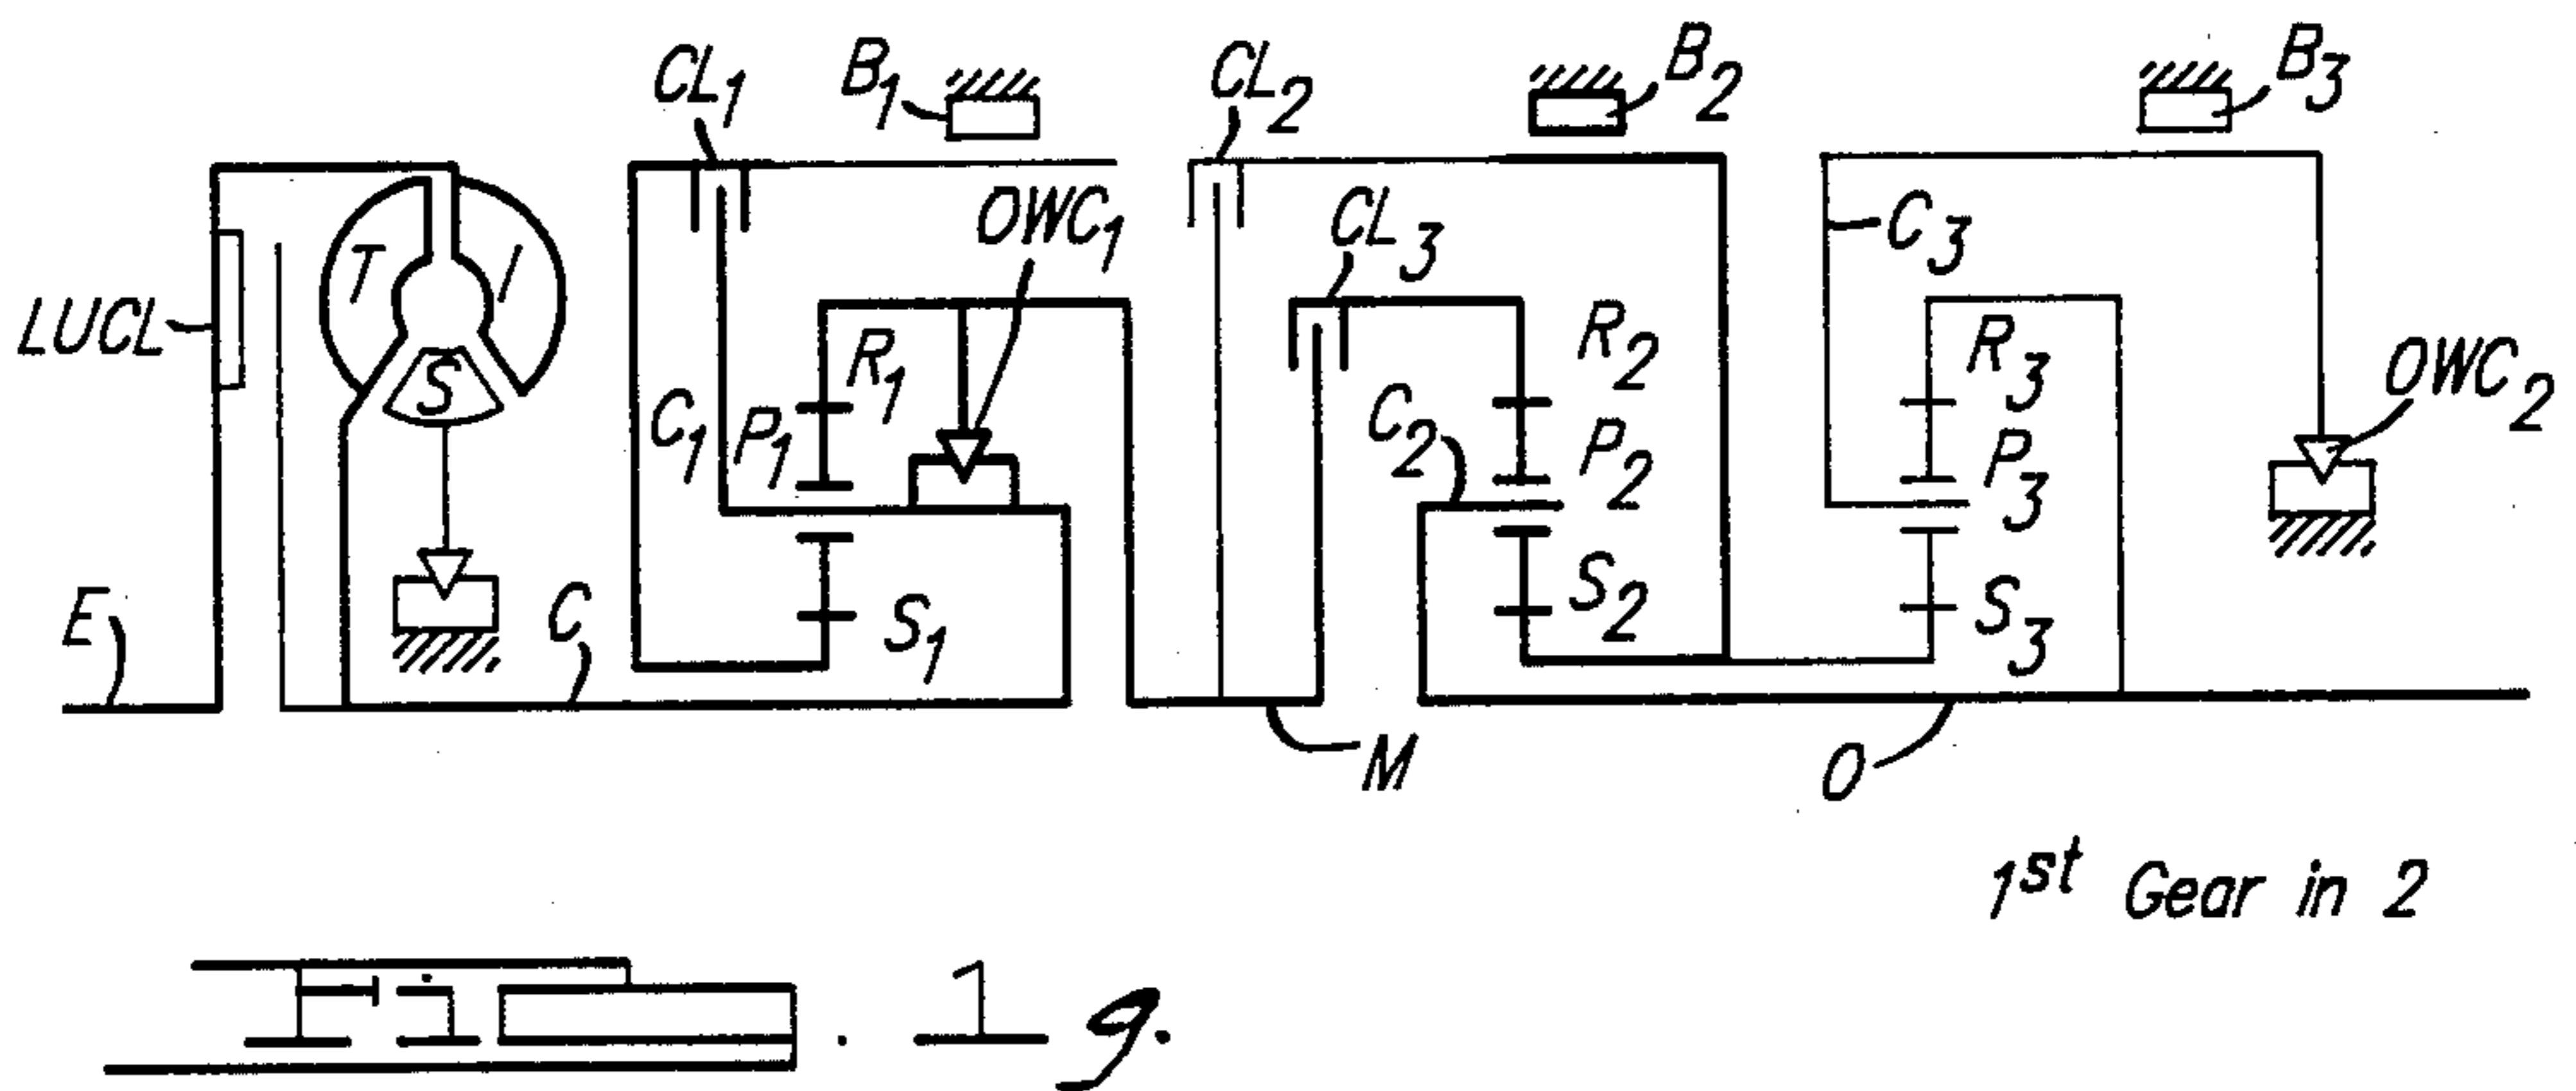 CL1
B1
CL2
B2
B3
OWC1
CL3
C3
T
I
LUCL
S
R1
R2
R3
OWC2
C1
P1
C2
P2
P3
E
C
S1
S2
S3
M
O
1st Gear in 2
Fig. 19.